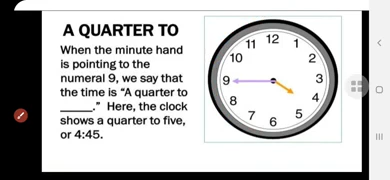 A QUARTER TO
When the minute hand
is pointing to the
numeral 9, we say that
the time is “A quarter to
______.” Here, the clock
shows a quarter to five,
or 4:45.
12
11
1
10
2
9
3
8
4
7
5
6